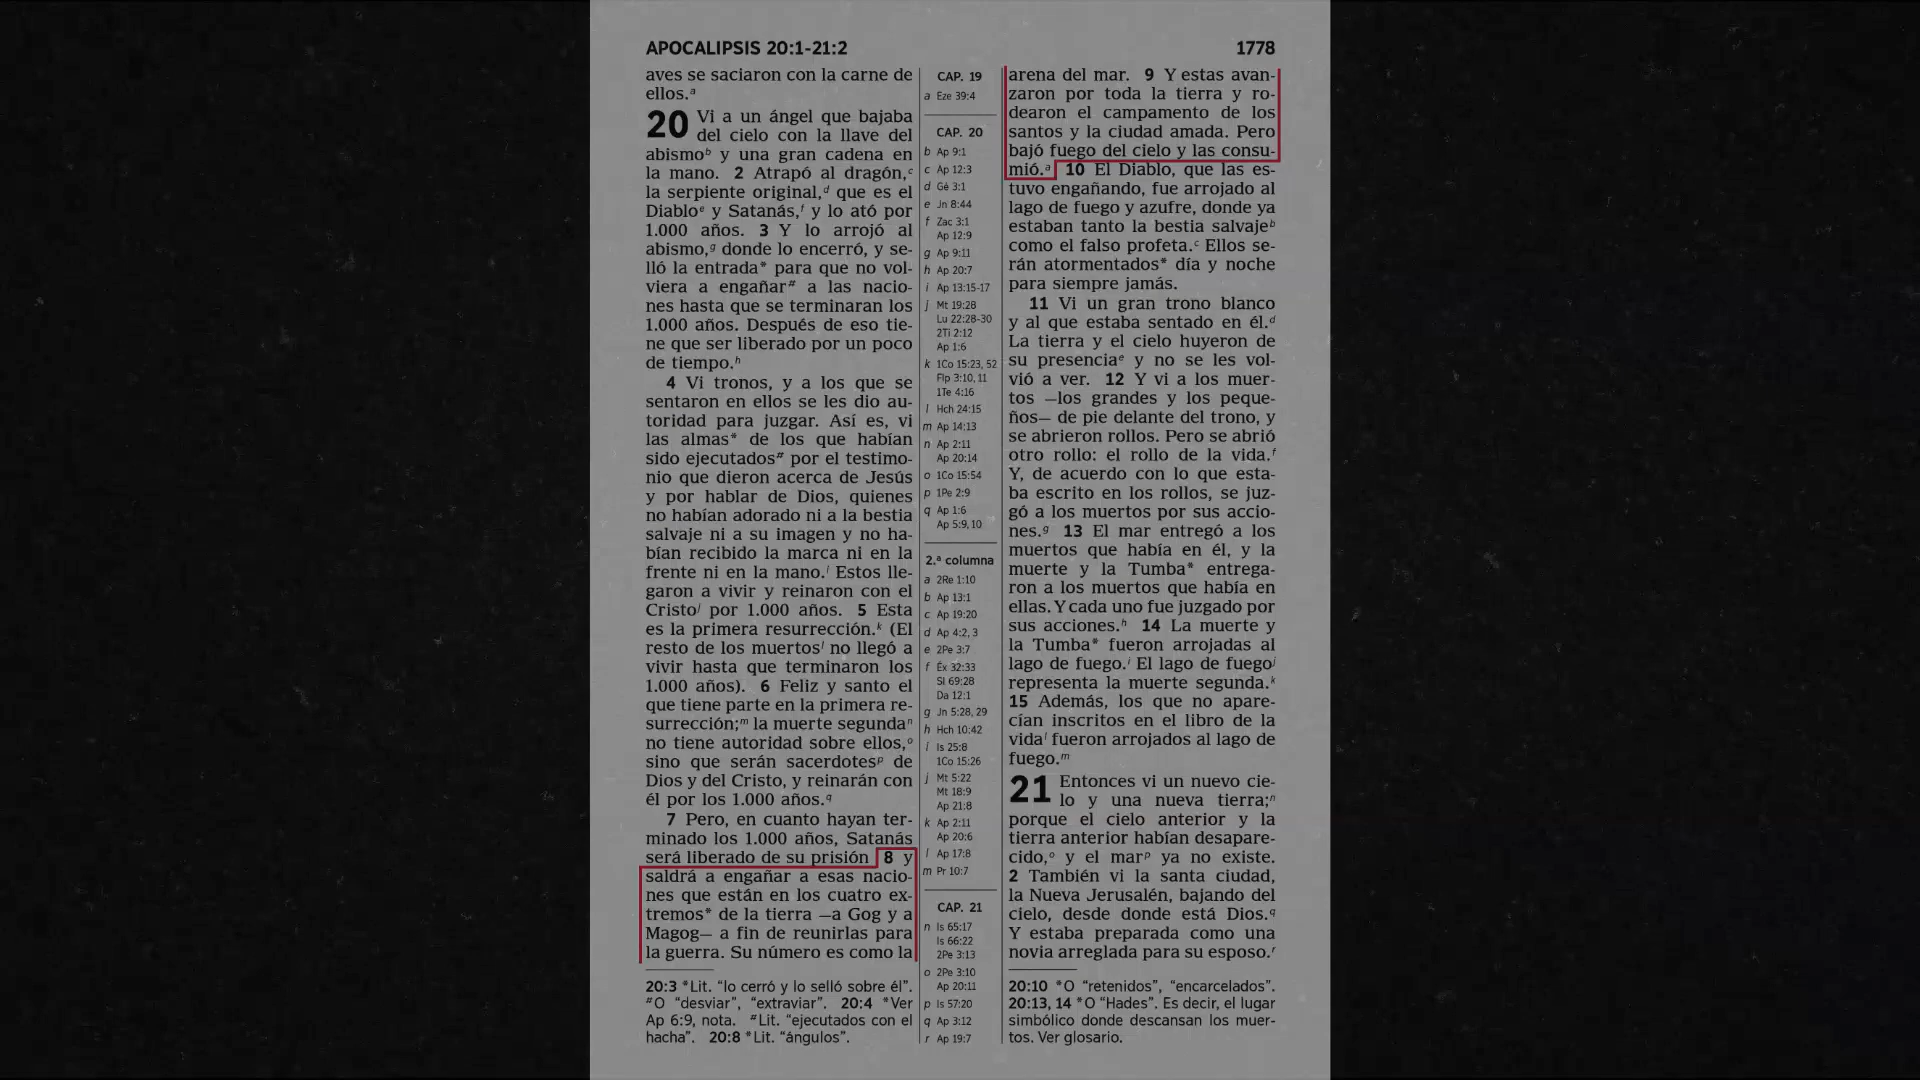 APOCALIPSIS 20:1-21:2
1778
aves se saciaron con la carne de
ellos.ᵃ
20 Vi a un ángel que bajaba
del cielo con la llave del
abismoᵇ y una gran cadena en
la mano. 2 Atrapó al dragón,ᶜ
la serpiente original,ᵈ que es el
Diabloᵉ y Satanás,ᶠ y lo ató por
1.000 años. 3 Y lo arrojó al
abismo,ᵍ donde lo encerró, y se-
lló la entrada* para que no vol-
viera a engañar# a las nacio-
nes hasta que se terminaran los
1.000 años. Después de eso tie-
ne que ser liberado por un poco
de tiempo.ʰ
4 Vi tronos, y a los que se
sentaron en ellos se les dio au-
toridad para juzgar. Así es, vi
las almas* de los que habían
sido ejecutados# por el testimo-
nio que dieron acerca de Jesús
y por hablar de Dios, quienes
no habían adorado ni a la bestia
salvaje ni a su imagen y no ha-
bían recibido la marca ni en la
frente ni en la mano.ⁱ Estos lle-
garon a vivir y reinaron con el
Cristoʲ por 1.000 años. 5 Esta
es la primera resurrección.ᵏ (El
resto de los muertosˡ no llegó a
vivir hasta que terminaron los
1.000 años). 6 Feliz y santo el
que tiene parte en la primera re-
surrección;ᵐ la muerte segundaⁿ
no tiene autoridad sobre ellos,ᵒ
sino que serán sacerdotesᵖ de
Dios y del Cristo, y reinarán con
él por los 1.000 años.q
7 Pero, en cuanto hayan ter-
minado los 1.000 años, Satanás
será liberado de su prisión 8 y
saldrá a engañar a esas nacio-
nes que están en los cuatro ex-
tremos* de la tierra —a Gog y a
Magog— a fin de reunirlas para
la guerra. Su número es como la
20:3 *Lit. “lo cerró y lo selló sobre él”.
#O “desviar”, “extraviar”. 20:4 *Ver
Ap 6:9, nota. #Lit. “ejecutados con el
hacha”. 20:8 *Lit. “ángulos”.
CAP. 19
a Eze 39:4
CAP. 20
b Ap 9:1
c Ap 12:3
d Gé 3:1
e Jn 8:44
f Zac 3:1
Ap 12:9
g Ap 9:11
h Ap 20:7
i Ap 13:15-17
j Mt 19:28
Lu 22:28-30
2Ti 2:12
Ap 1:6
k 1Co 15:23, 52
Flp 3:10, 11
1Te 4:16
l Hch 24:15
m Ap 14:13
n Ap 2:11
Ap 20:14
o 1Co 15:54
p 1Pe 2:9
q Ap 1:6
Ap 5:9, 10
2.ª columna
a 2Re 1:10
b Ap 13:1
c Ap 19:20
d Ap 4:2, 3
e 2Pe 3:7
f Éx 32:33
Sl 69:28
Da 12:1
g Jn 5:28, 29
h Hch 10:42
i Is 25:8
1Co 15:26
j Mt 5:22
Mt 18:9
Ap 21:8
k Ap 2:11
Ap 20:6
l Ap 17:8
m Pr 10:7
CAP. 21
n Is 65:17
Is 66:22
2Pe 3:13
o 2Pe 3:10
Ap 20:11
p Is 57:20
q Ap 3:12
r Ap 19:7
arena del mar. 9 Y estas avan-
zaron por toda la tierra y ro-
dearon el campamento de los
santos y la ciudad amada. Pero
bajó fuego del cielo y las consu-
mió.ᵃ 10 El Diablo, que las es-
tuvo engañando, fue arrojado al
lago de fuego y azufre, donde ya
estaban tanto la bestia salvajeᵇ
como el falso profeta.ᶜ Ellos se-
rán atormentados* día y noche
para siempre jamás.
11 Vi un gran trono blanco
y al que estaba sentado en él.ᵈ
La tierra y el cielo huyeron de
su presenciaᵉ y no se les vol-
vió a ver. 12 Y vi a los muer-
tos —los grandes y los peque-
ños— de pie delante del trono, y
se abrieron rollos. Pero se abrió
otro rollo: el rollo de la vida.ᶠ
Y, de acuerdo con lo que esta-
ba escrito en los rollos, se juz-
gó a los muertos por sus accio-
nes.ᵍ 13 El mar entregó a los
muertos que había en él, y la
muerte y la Tumba* entrega-
ron a los muertos que había en
ellas. Y cada uno fue juzgado por
sus acciones.ʰ 14 La muerte y
la Tumba* fueron arrojadas al
lago de fuego.ⁱ El lago de fuegoʲ
representa la muerte segunda.ᵏ
15 Además, los que no apare-
cían inscritos en el libro de la
vidaˡ fueron arrojados al lago de
fuego.ᵐ
21 Entonces vi un nuevo cie-
lo y una nueva tierra;ⁿ
porque el cielo anterior y la
tierra anterior habían desapare-
cido,ᵒ y el marᵖ ya no existe.
2 También vi la santa ciudad,
la Nueva Jerusalén, bajando del
cielo, desde donde está Dios.q
Y estaba preparada como una
novia arreglada para su esposo.ʳ
20:10 *O “retenidos”, “encarcelados”.
20:13, 14 *O “Hades”. Es decir, el lugar
simbólico donde descansan los muer-
tos. Ver glosario.